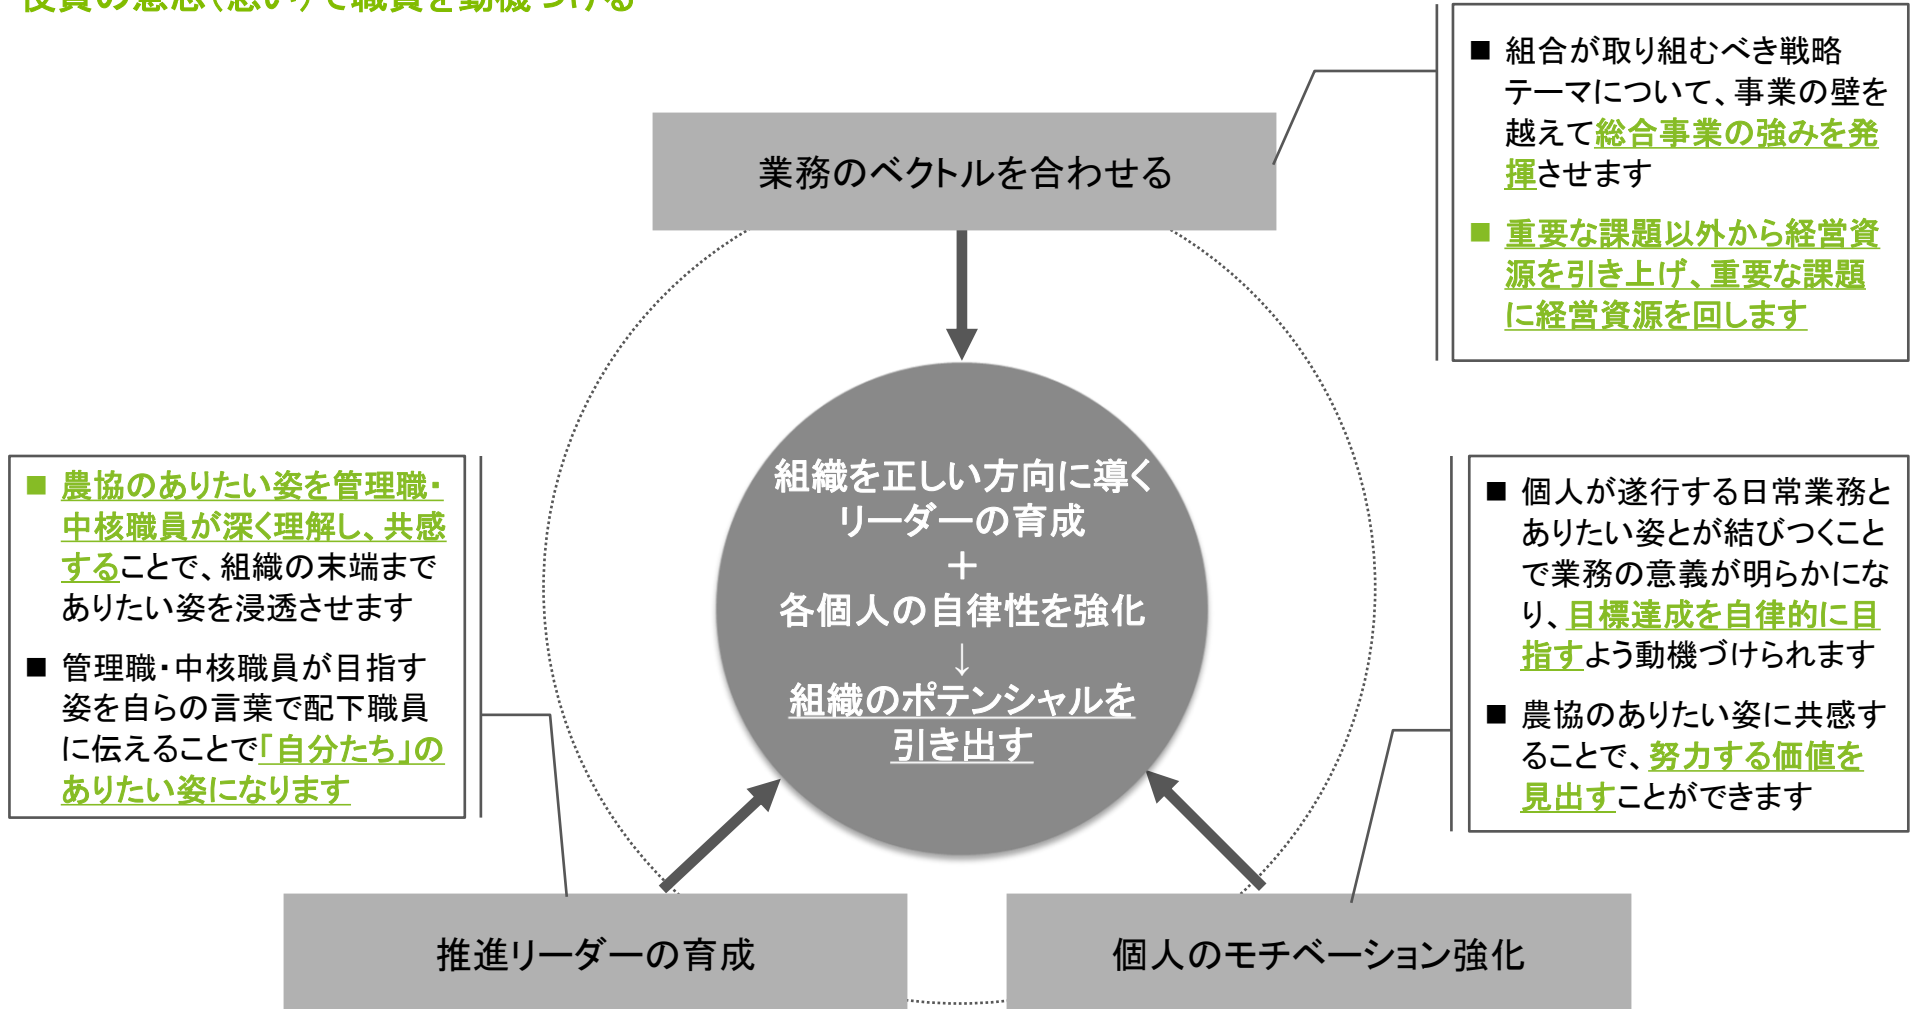 役員の意志(思い)で職員を動機づける
■ 組合が取り組むべき戦略
テーマについて、事業の壁を
越えて総合事業の強みを発
揮させます
■ 重要な課題以外から経営資
源を引き上げ、重要な課題
に経営資源を回します
業務のベクトルを合わせる
組織を正しい方向に導く
リーダーの育成
＋
各個人の自律性を強化
↓
組織のポテンシャルを
引き出す
■ 農協のありたい姿を管理職・
中核職員が深く理解し、共感
することで、組織の末端まで
ありたい姿を浸透させます
■ 管理職・中核職員が目指す
姿を自らの言葉で配下職員
に伝えることで「自分たち」の
ありたい姿になります
■ 個人が遂行する日常業務と
ありたい姿とが結びつくこと
で業務の意義が明らかにな
り、目標達成を自律的に目
指すよう動機づけられます
■ 農協のありたい姿に共感す
ることで、努力する価値を
見出すことができます
推進リーダーの育成
個人のモチベーション強化